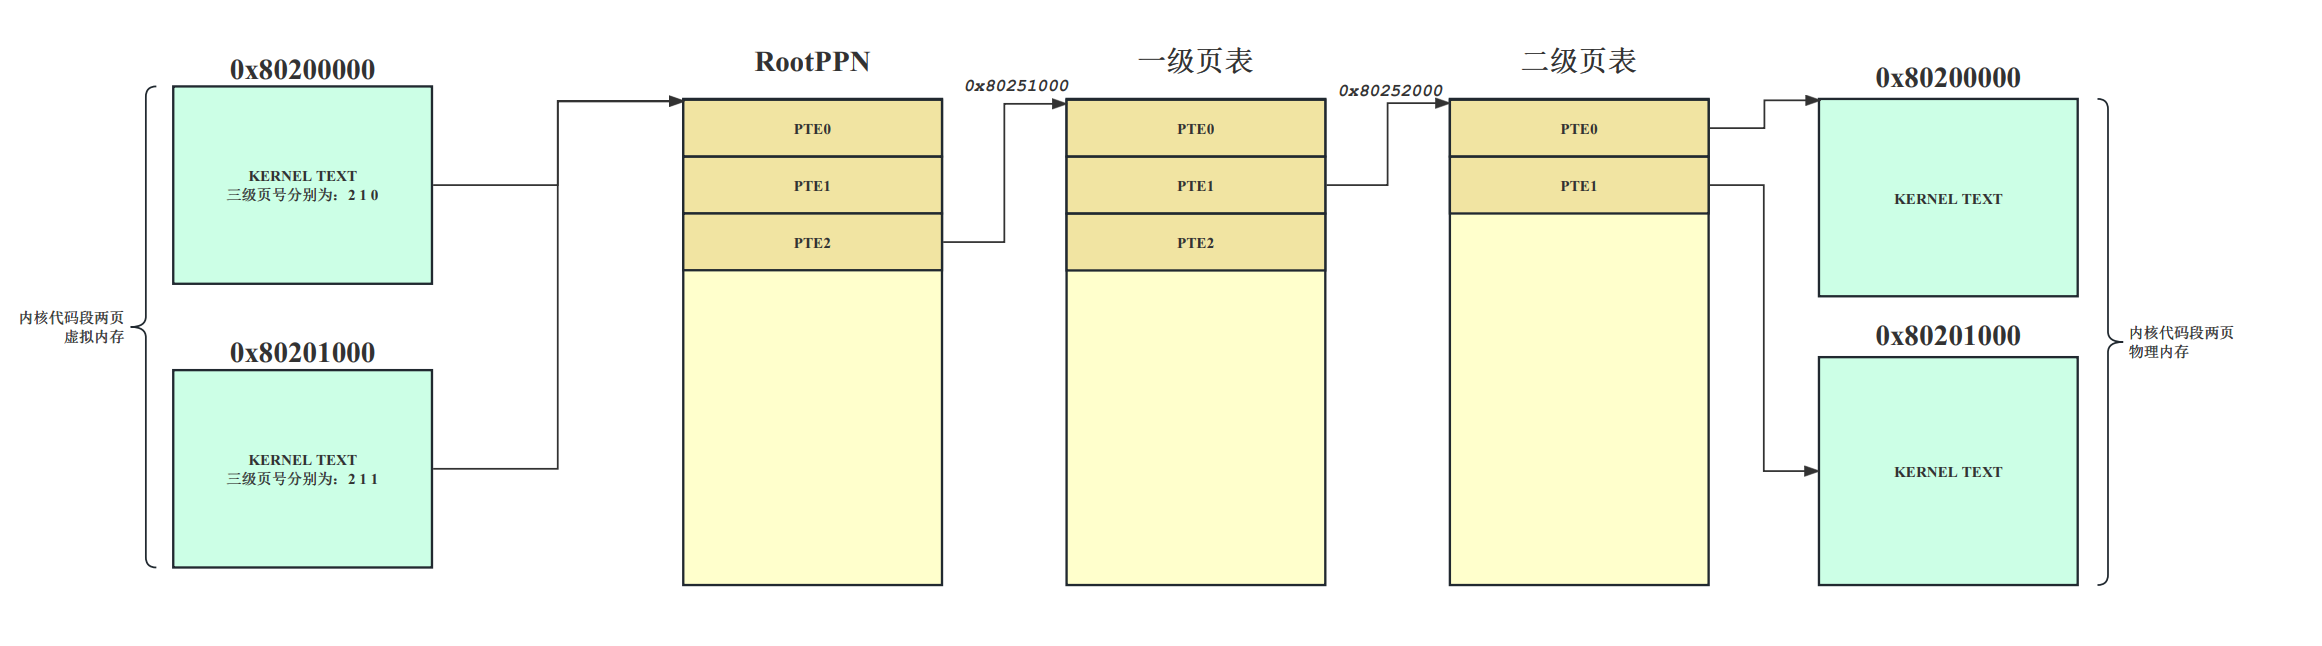 内核代码段两页
虚拟内存
0x80200000
KERNEL TEXT
三级页号分别为：2 1 0
0x80201000
KERNEL TEXT
三级页号分别为：2 1 1
RootPPN
PTE0
PTE1
PTE2
0x80251000
一级页表
PTE0
PTE1
PTE2
0x80252000
二级页表
PTE0
PTE1
0x80200000
KERNEL TEXT
0x80201000
KERNEL TEXT
内核代码段两页
物理内存